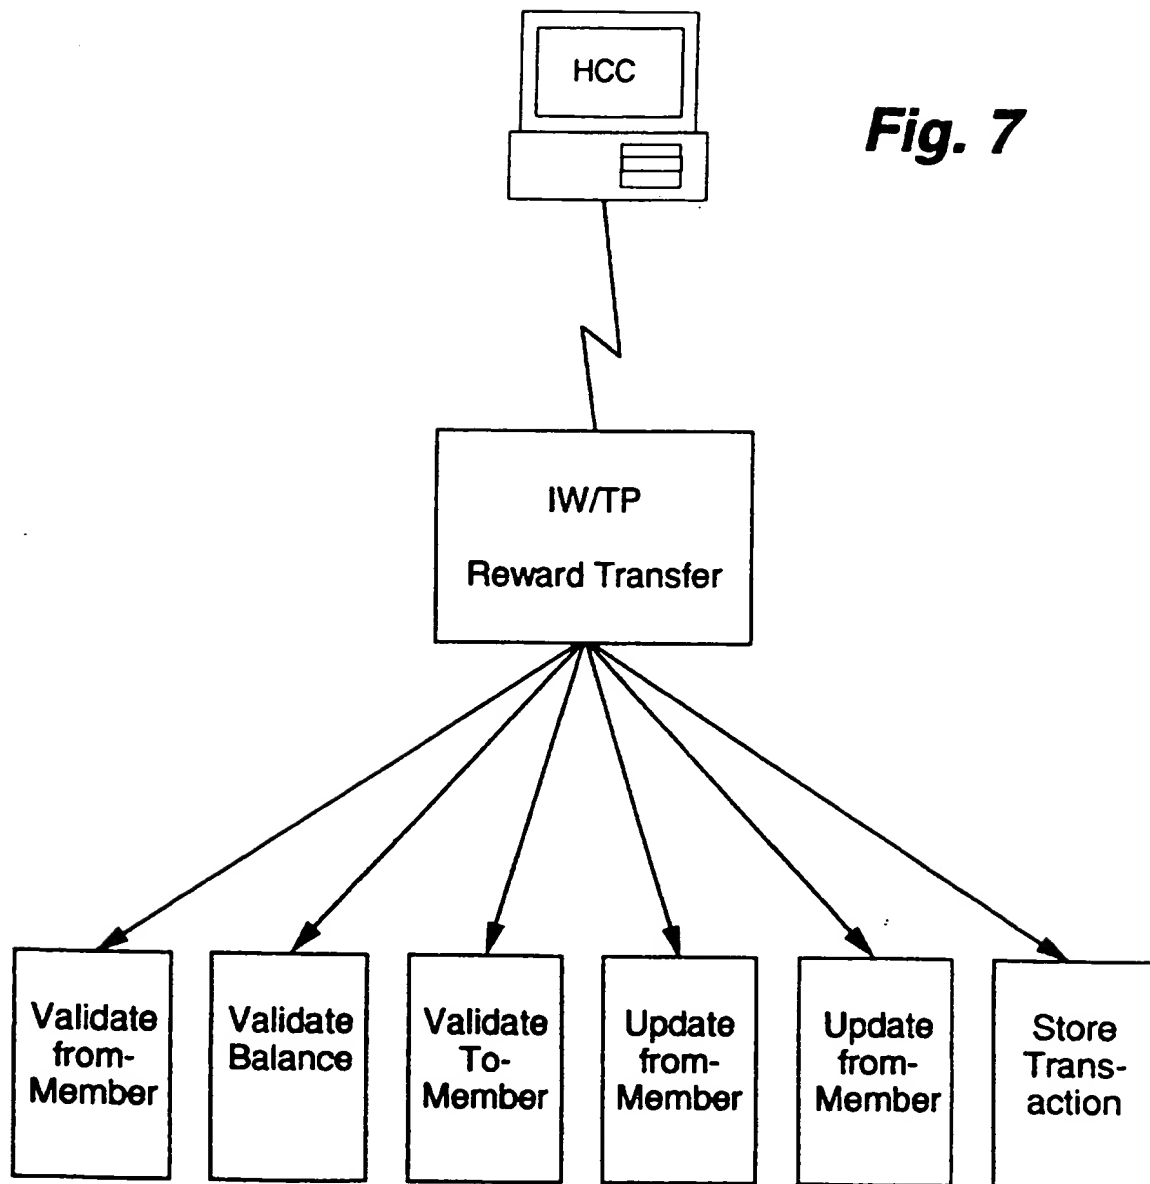 HCC
Fig. 7
IW/TP
Reward Transfer
Validate
from-
Member
Validate
Balance
Validate
To-
Member
Update
from-
Member
Update
from-
Member
Store
Trans-
action